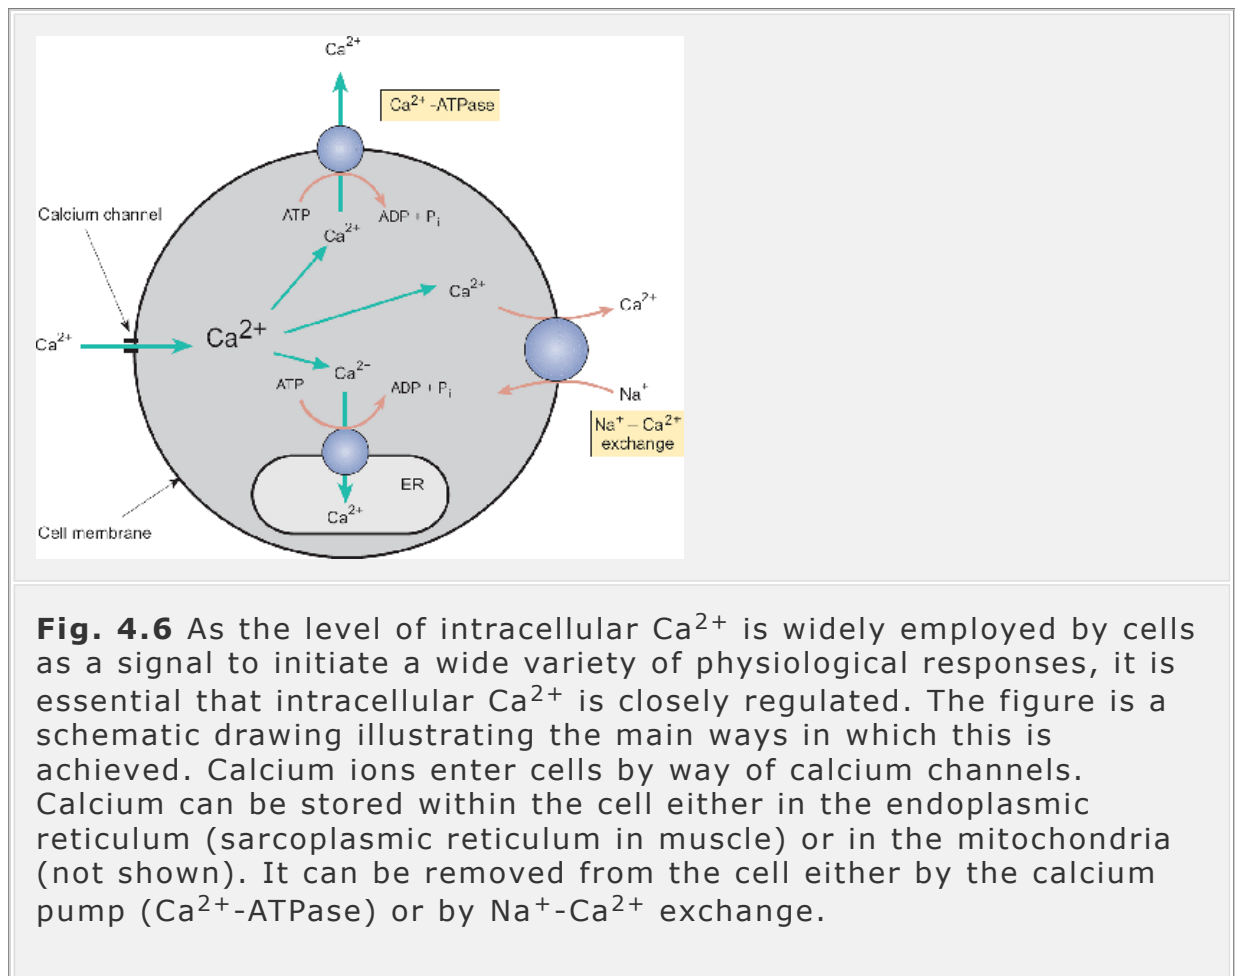 Ca2+
Ca2+ -ATPase
Calcium channel
ATP
ADP + Pi
Ca2+
Ca2+
Ca2+
Ca2+
Ca2+
Ca2−
ATP
ADP + Pi
Na+
Na+ – Ca2+
exchange
ER
Ca2+
Cell membrane
Fig. 4.6 As the level of intracellular Ca2+ is widely employed by cells
as a signal to initiate a wide variety of physiological responses, it is
essential that intracellular Ca2+ is closely regulated. The figure is a
schematic drawing illustrating the main ways in which this is
achieved. Calcium ions enter cells by way of calcium channels.
Calcium can be stored within the cell either in the endoplasmic
reticulum (sarcoplasmic reticulum in muscle) or in the mitochondria
(not shown). It can be removed from the cell either by the calcium
pump (Ca2+-ATPase) or by Na+-Ca2+ exchange.